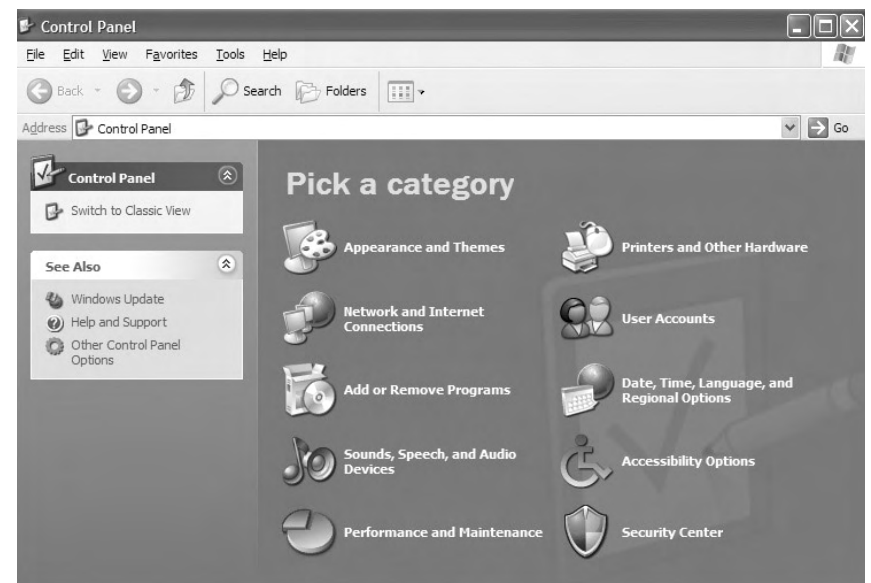 Control Panel
File Edit View Favorites Tools Help
Back Search Folders
Address Control Panel Go
Control Panel
Switch to Classic View
See Also
Windows Update
Help and Support
Other Control Panel
Options
Pick a category
Appearance and Themes
Printers and Other Hardware
Network and Internet
Connections
User Accounts
Add or Remove Programs
Date, Time, Language, and
Regional Options
Sounds, Speech, and Audio
Devices
Accessibility Options
Performance and Maintenance
Security Center